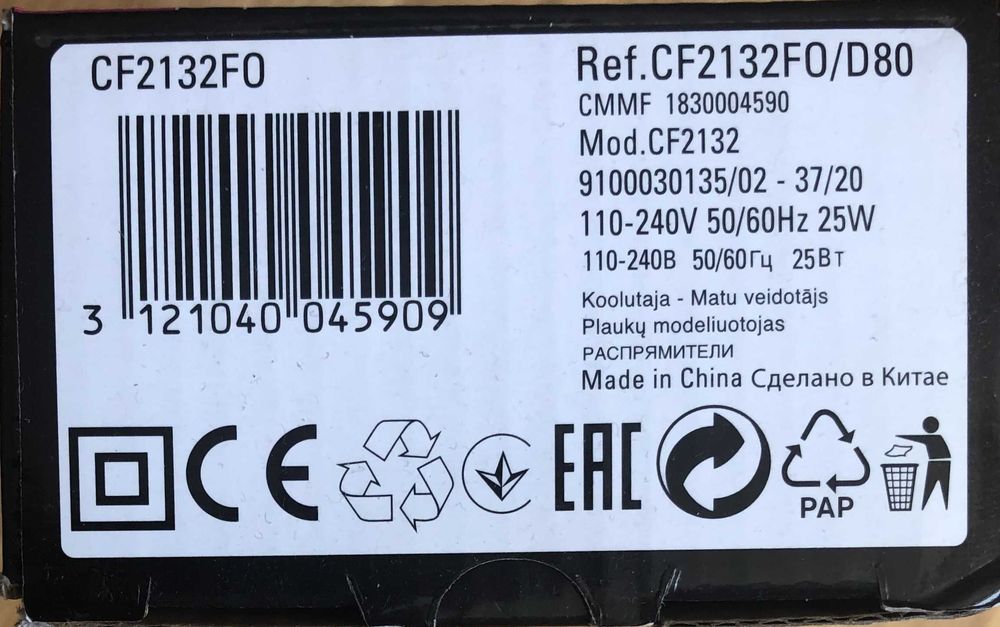 CF2132FO
3 121040 045909
Ref.CF2132FO/D80
CMMF 1830004590
Mod.CF2132
9100030135/02 - 37/20
110-240V 50/60Hz 25W
110-240В 50/60Гц 25Вт
Koolutaja - Matu veidotājs
Plaukų modeliuotojas
РАСПРЯМИТЕЛИ
Made in China Сделано в Китае
CE EAC PAP